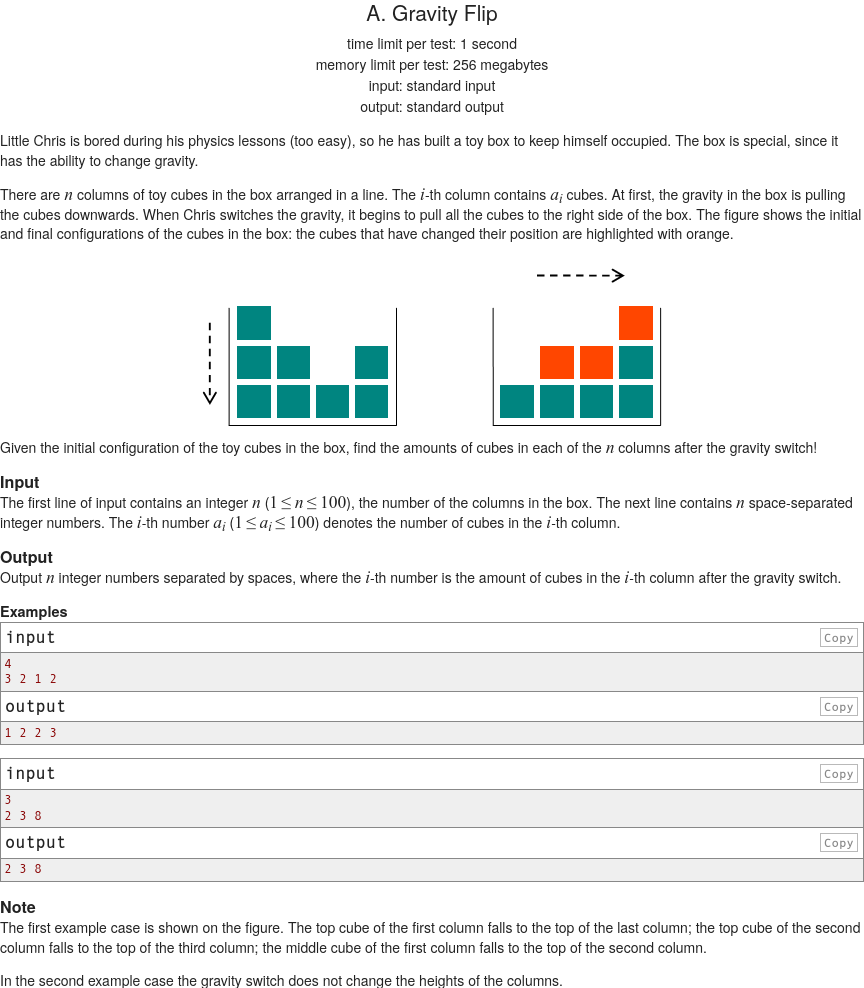 A. Gravity Flip
time limit per test: 1 second
memory limit per test: 256 megabytes
input: standard input
output: standard output
Little Chris is bored during his physics lessons (too easy), so he has built a toy box to keep himself occupied. The box is special, since it
has the ability to change gravity.
There are n columns of toy cubes in the box arranged in a line. The i-th column contains a_i cubes. At first, the gravity in the box is pulling
the cubes downwards. When Chris switches the gravity, it begins to pull all the cubes to the right side of the box. The figure shows the initial
and final configurations of the cubes in the box: the cubes that have changed their position are highlighted with orange.
Given the initial configuration of the toy cubes in the box, find the amounts of cubes in each of the n columns after the gravity switch!
Input
The first line of input contains an integer n (1 ≤ n ≤ 100), the number of the columns in the box. The next line contains n space-separated
integer numbers. The i-th number a_i (1 ≤ a_i ≤ 100) denotes the number of cubes in the i-th column.
Output
Output n integer numbers separated by spaces, where the i-th number is the amount of cubes in the i-th column after the gravity switch.
Examples
input Copy
4
3 2 1 2
output Copy
1 2 2 3
input Copy
3
2 3 8
output Copy
2 3 8
Note
The first example case is shown on the figure. The top cube of the first column falls to the top of the last column; the top cube of the second
column falls to the top of the third column; the middle cube of the first column falls to the top of the second column.
In the second example case the gravity switch does not change the heights of the columns.